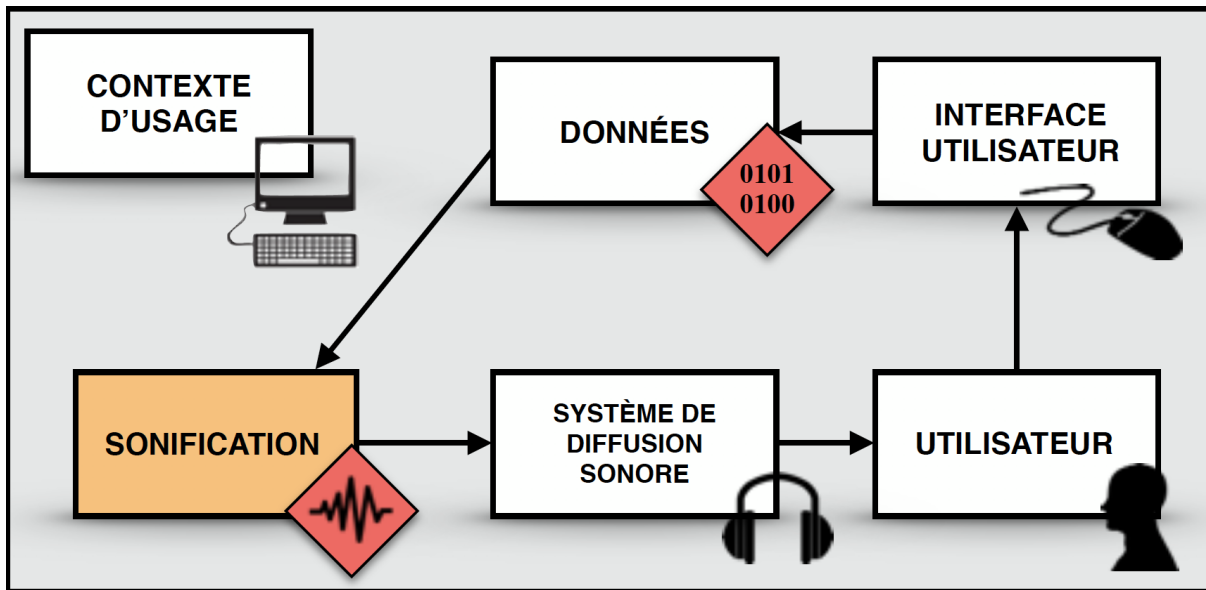 CONTEXTE
D'USAGE
DONNÉES
0101
0100
INTERFACE
UTILISATEUR
SONIFICATION
SYSTÈME DE
DIFFUSION
SONORE
UTILISATEUR